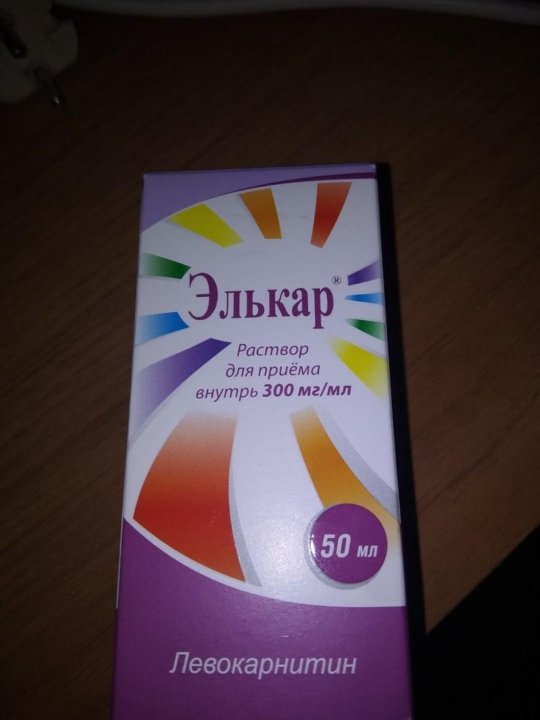 Элькар®
Раствор
для приёма
внутрь 300 мг/мл
50 мл
Левокарнитин